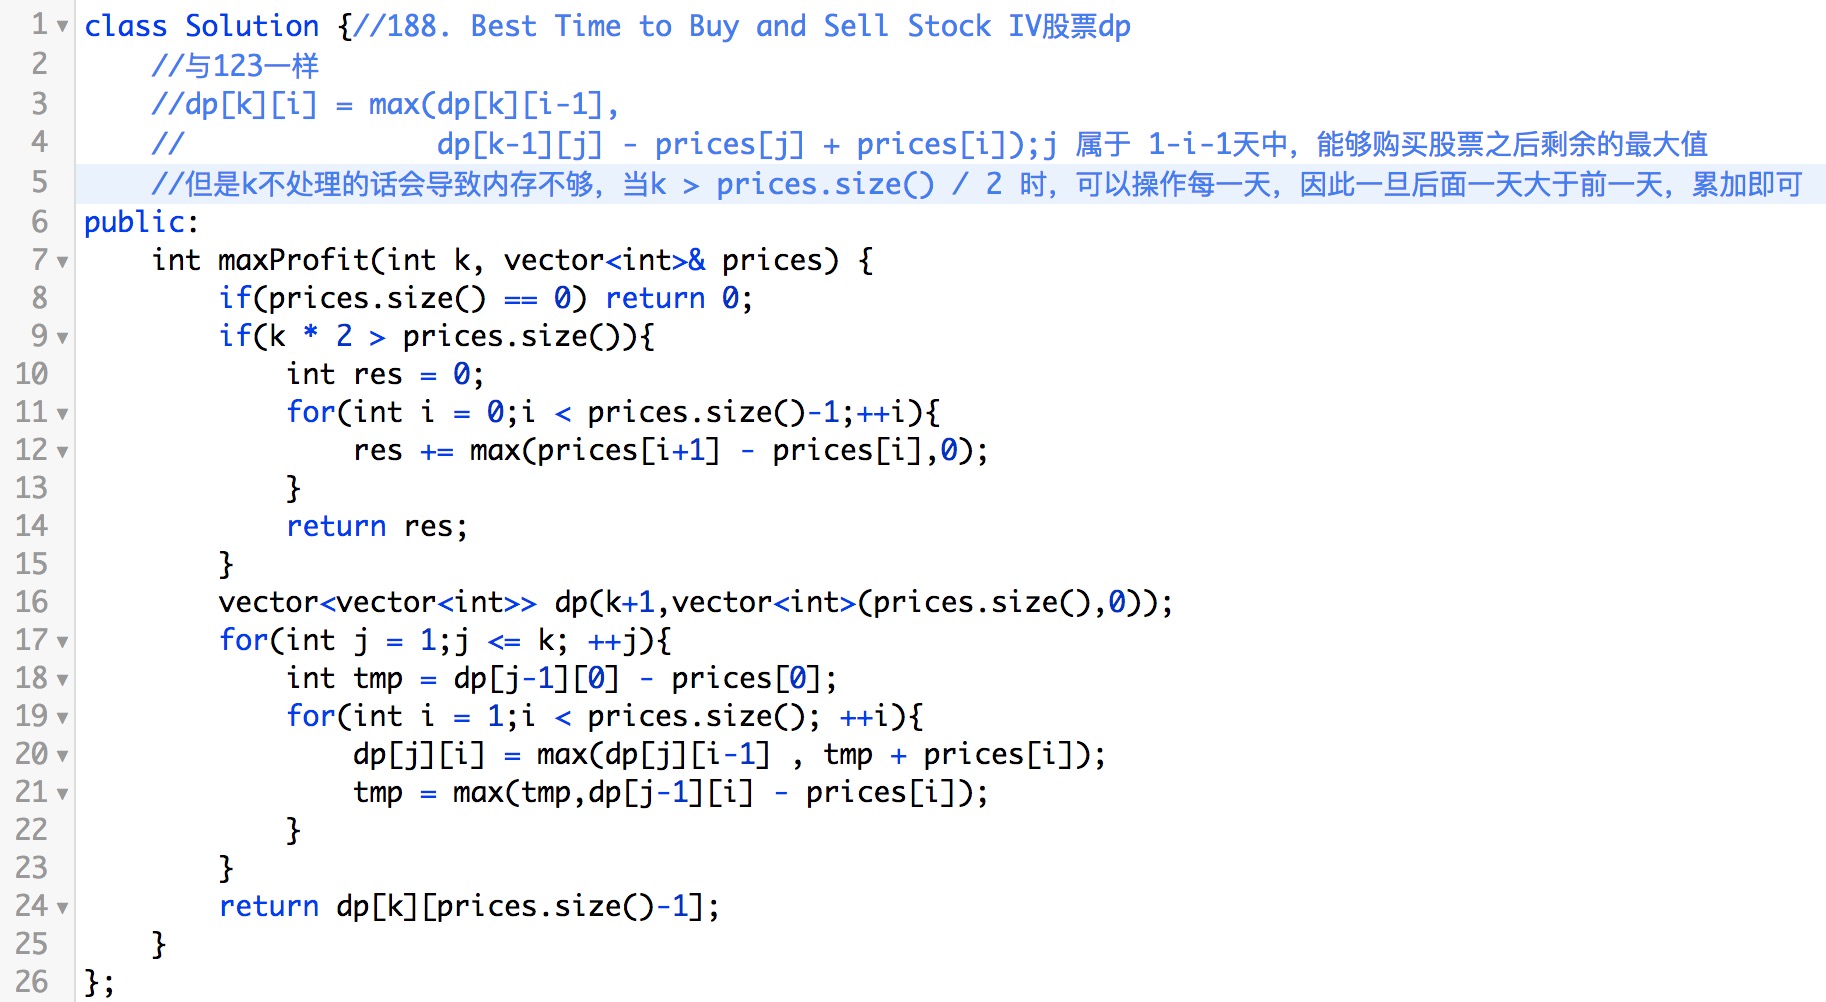 1 class Solution {//188. Best Time to Buy and Sell Stock IV股票dp
2     //与123一样
3     //dp[k][i] = max(dp[k][i-1],
4     //               dp[k-1][j] - prices[j] + prices[i]);j 属于 1-i-1天中，能够购买股票之后剩余的最大值
5     //但是k不处理的话会导致内存不够，当k > prices.size() / 2 时，可以操作每一天，因此一旦后面一天大于前一天，累加即可
6 public:
7     int maxProfit(int k, vector<int>& prices) {
8         if(prices.size() == 0) return 0;
9         if(k * 2 > prices.size()){
10             int res = 0;
11             for(int i = 0;i < prices.size()-1;++i){
12                 res += max(prices[i+1] - prices[i],0);
13             }
14             return res;
15         }
16         vector<vector<int>> dp(k+1,vector<int>(prices.size(),0));
17         for(int j = 1;j <= k; ++j){
18             int tmp = dp[j-1][0] - prices[0];
19             for(int i = 1;i < prices.size(); ++i){
20                 dp[j][i] = max(dp[j][i-1] , tmp + prices[i]);
21                 tmp = max(tmp,dp[j-1][i] - prices[i]);
22             }
23         }
24         return dp[k][prices.size()-1];
25     }
26 };